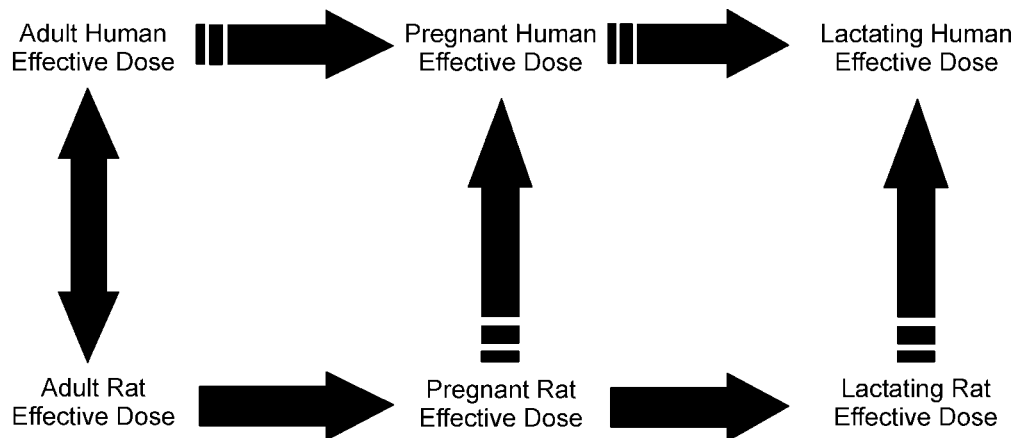 Adult Human
Effective Dose
Pregnant Human
Effective Dose
Lactating Human
Effective Dose
Adult Rat
Effective Dose
Pregnant Rat
Effective Dose
Lactating Rat
Effective Dose